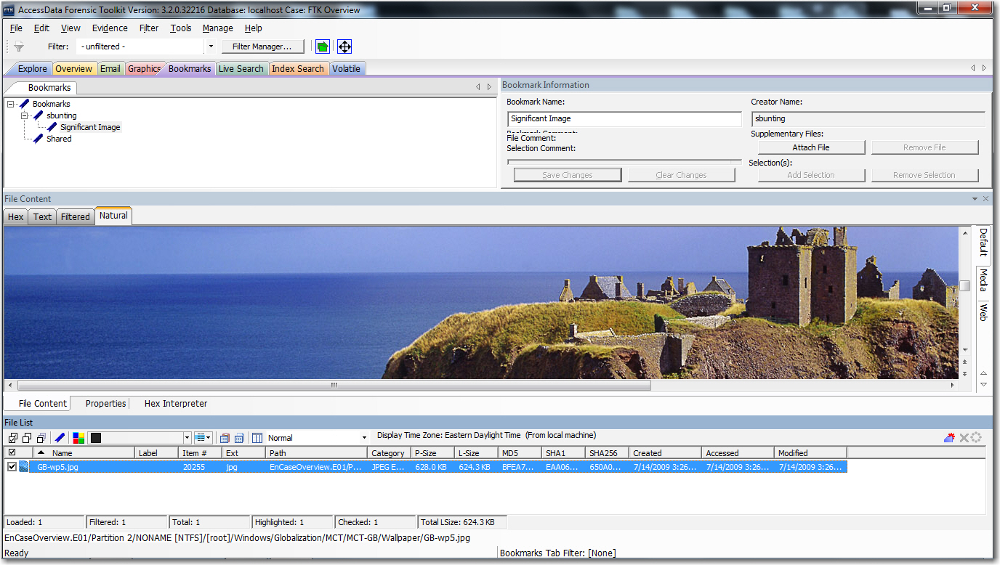 AccessData Forensic Toolkit Version: 3.2.0.32216 Database: localhost Case: FTK Overview
File Edit View Evidence Filter Tools Manage Help
Filter: - unfiltered - Filter Manager...
Explore Overview Email Graphics Bookmarks Live Search Index Search Volatile
Bookmarks
Bookmarks
sbunting
Significant Image
Shared
Bookmark Information
Bookmark Name: Creator Name:
Significant Image sbunting
Bookmark Comment: Supplementary Files:
File Comment:
Selection Comment: Attach File Remove File
Selection(s):
Save Changes Clear Changes Add Selection Remove Selection
File Content
Hex Text Filtered Natural
Default
Media
Web
File Content Properties Hex Interpreter
File List
Normal Display Time Zone: Eastern Daylight Time (From local machine)
Name Label Item # Ext Path Category P-Size L-Size MD5 SHA1 SHA256 Created Accessed Modified
GB-wp5.jpg 20255 jpg EnCaseOverview.E01/P... JPEG E... 628.0 KB 624.3 KB BFEA7... EAA06... 650A0... 7/14/2009 3:26... 7/14/2009 3:26... 7/14/2009 3:26...
Loaded: 1 Filtered: 1 Total: 1 Highlighted: 1 Checked: 1 Total LSize: 624.3 KB
EnCaseOverview.E01/Partition 2/NONAME [NTFS]/[root]/Windows/Globalization/MCT/MCT-GB/Wallpaper/GB-wp5.jpg
Ready Bookmarks Tab Filter: [None]